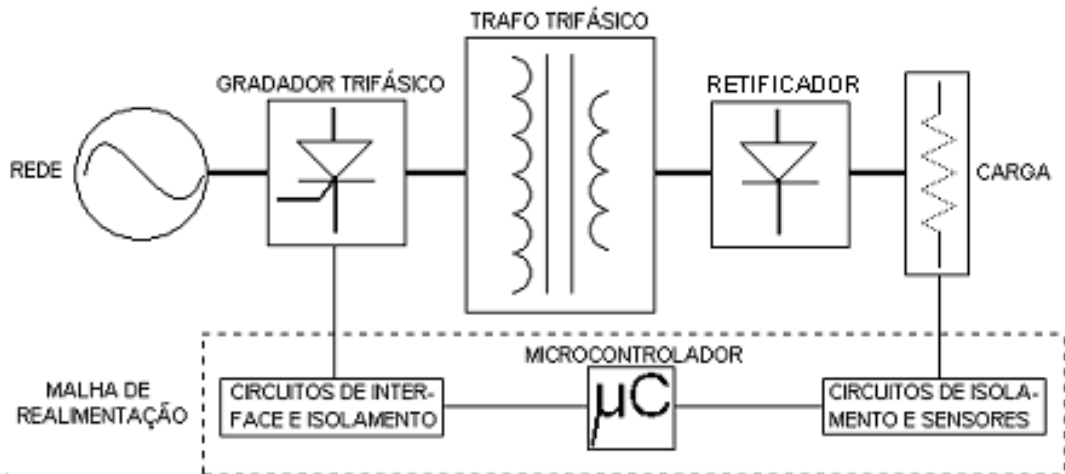 TRAFO TRIFÁSICO
GRADADOR TRIFÁSICO
RETIFICADOR
REDE
CARGA
MICROCONTROLADOR
MALHA DE
REALIMENTAÇÃO
CIRCUITOS DE INTER-
FACE E ISOLAMENTO
µC
CIRCUITOS DE ISOLA-
MENTO E SENSORES